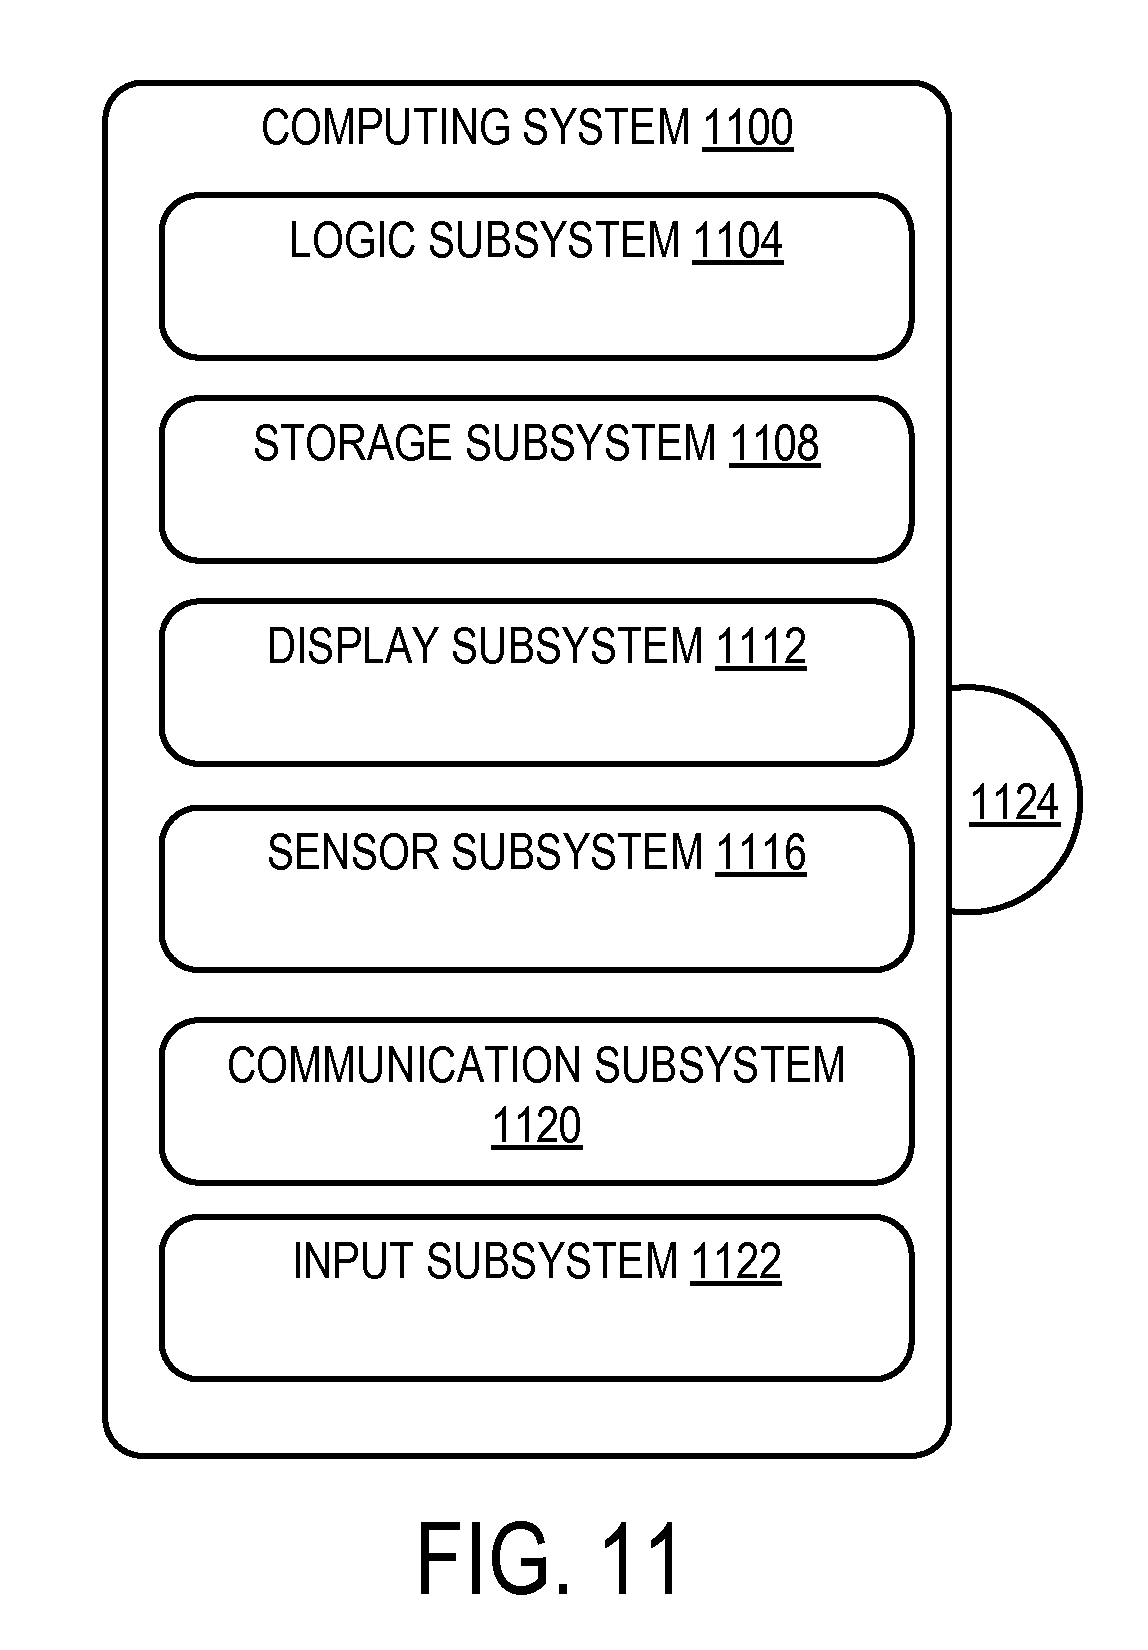 COMPUTING SYSTEM 1100
LOGIC SUBSYSTEM 1104
STORAGE SUBSYSTEM 1108
DISPLAY SUBSYSTEM 1112
SENSOR SUBSYSTEM 1116
COMMUNICATION SUBSYSTEM
1120
INPUT SUBSYSTEM 1122
1124
FIG. 11